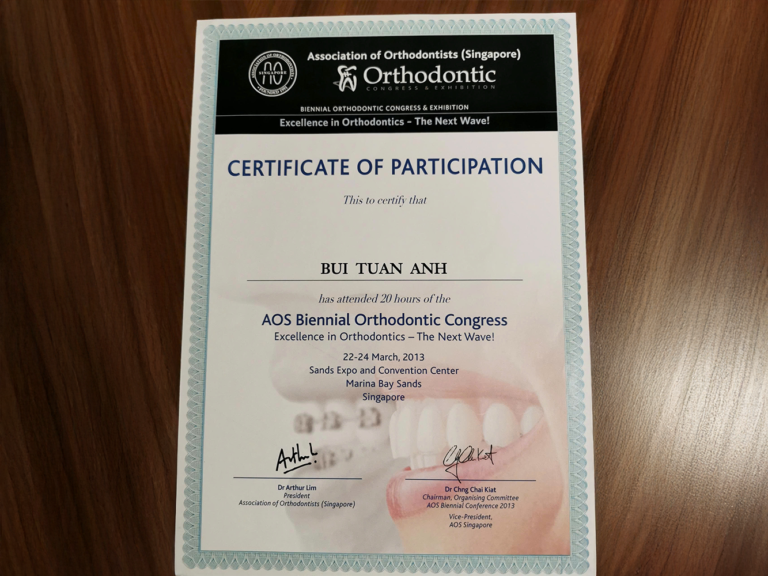 Association of Orthodontists (Singapore)
SINGAPORE
Orthodontic
CONGRESS & EXHIBITION
BIENNIAL ORTHODONTIC CONGRESS & EXHIBITION
Excellence in Orthodontics - The Next Wave!
CERTIFICATE OF PARTICIPATION
This to certify that
BUI TUAN ANH
has attended 20 hours of the
AOS Biennial Orthodontic Congress
Excellence in Orthodontics – The Next Wave!
22-24 March, 2013
Sands Expo and Convention Center
Marina Bay Sands
Singapore
Dr Arthur Lim
President
Association of Orthodontists (Singapore)
Dr Chng Chai Kiat
Chairman, Organising Committee
AOS Biennial Conference 2013
Vice-President,
AOS Singapore